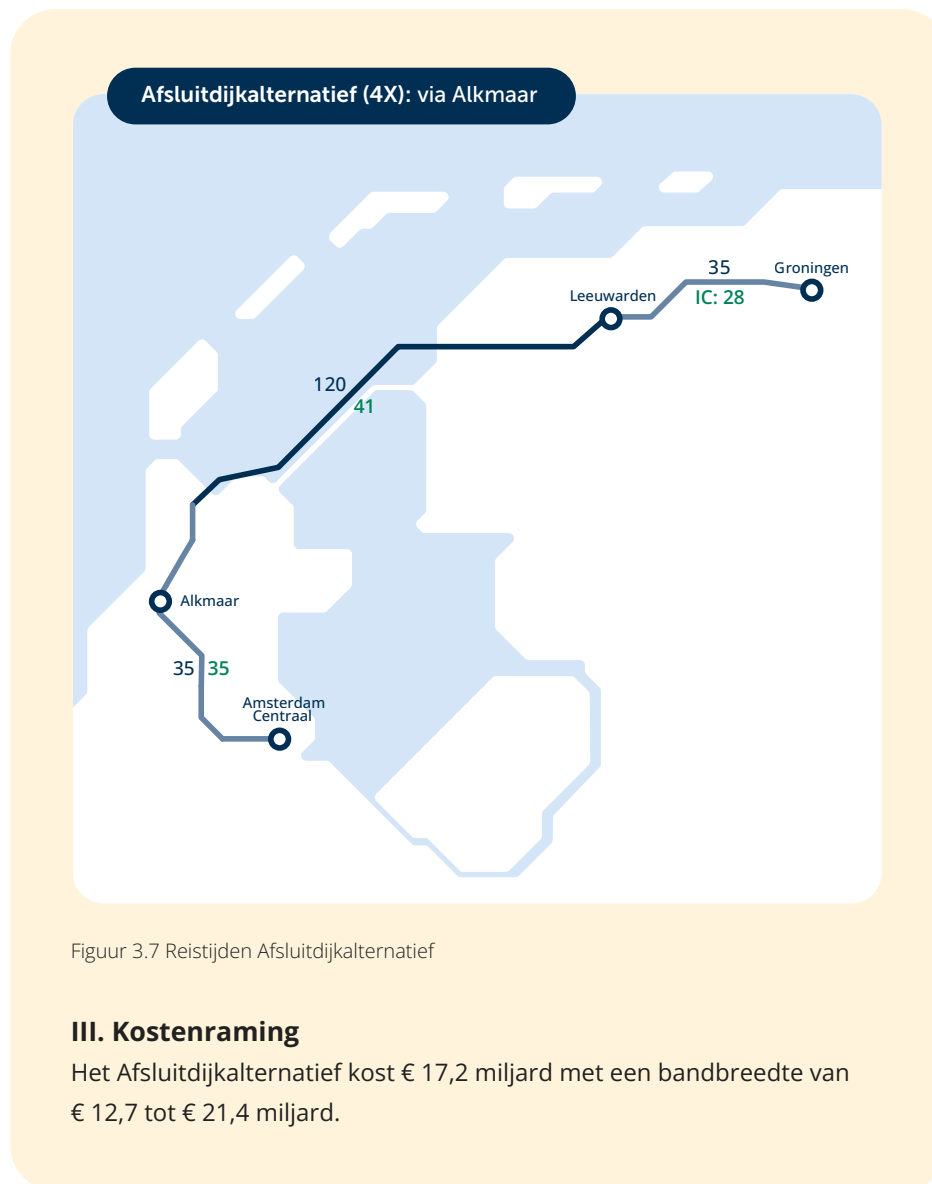 Afsluitdijkalternatief (4X): via Alkmaar
35
Groningen
Leeuwarden
IC: 28
120
41
Alkmaar
35 35
Amsterdam
Centraal
Figuur 3.7 Reistijden Afsluitdijkalternatief
III. Kostenraming
Het Afsluitdijkalternatief kost € 17,2 miljard met een bandbreedte van
€ 12,7 tot € 21,4 miljard.